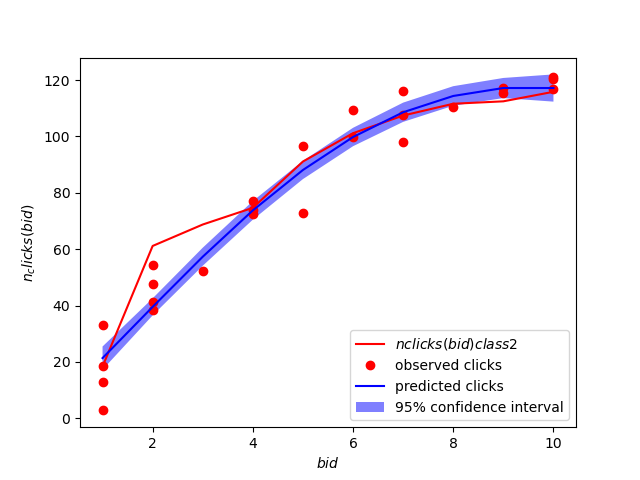 120
100
80
60
40
20
0
n_clicks(bid)
nclicks(bid)class2
observed clicks
predicted clicks
95% confidence interval
2
4
6
8
10
bid